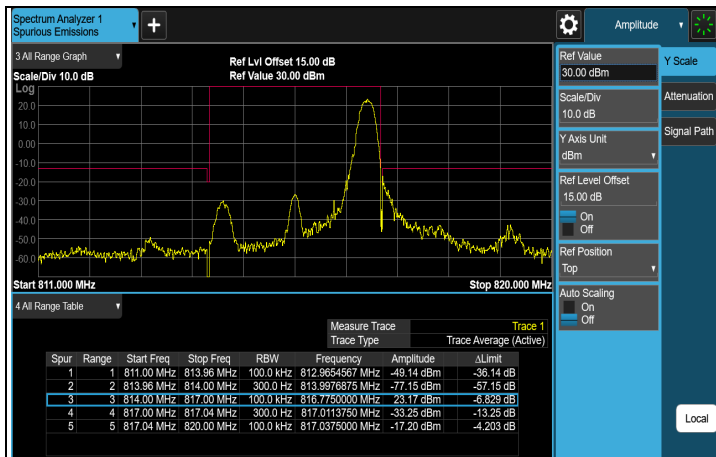 Spectrum Analyzer 1
Spurious Emissions
Amplitude
3 All Range Graph
Ref Lvl Offset 15.00 dB
Scale/Div 10.0 dB
Ref Value 30.00 dBm
Log
20.0
10.0
0.00
-10.0
-20.0
-30.0
-40.0
-50.0
-60.0
Start 811.000 MHz
Stop 820.000 MHz
Ref Value
30.00 dBm
Scale/Div
10.0 dB
Y Axis Unit
dBm
Ref Level Offset
15.00 dB
On
Off
Ref Position
Top
Auto Scaling
On
Off
Y Scale
Attenuation
Signal Path
Local
4 All Range Table
Measure Trace Trace 1
Trace Type Trace Average (Active)
Spur Range Start Freq Stop Freq RBW Frequency Amplitude ΔLimit
1 1 811.00 MHz 813.96 MHz 100.0 kHz 812.9654567 MHz -49.14 dBm -36.14 dB
2 2 813.96 MHz 814.00 MHz 300.0 Hz 813.9976875 MHz -77.15 dBm -57.15 dB
3 3 814.00 MHz 817.00 MHz 100.0 kHz 816.7750000 MHz 23.17 dBm -6.829 dB
4 4 817.00 MHz 817.04 MHz 300.0 Hz 817.0113750 MHz -33.25 dBm -13.25 dB
5 5 817.04 MHz 820.00 MHz 100.0 kHz 817.0375000 MHz -17.20 dBm -4.203 dB